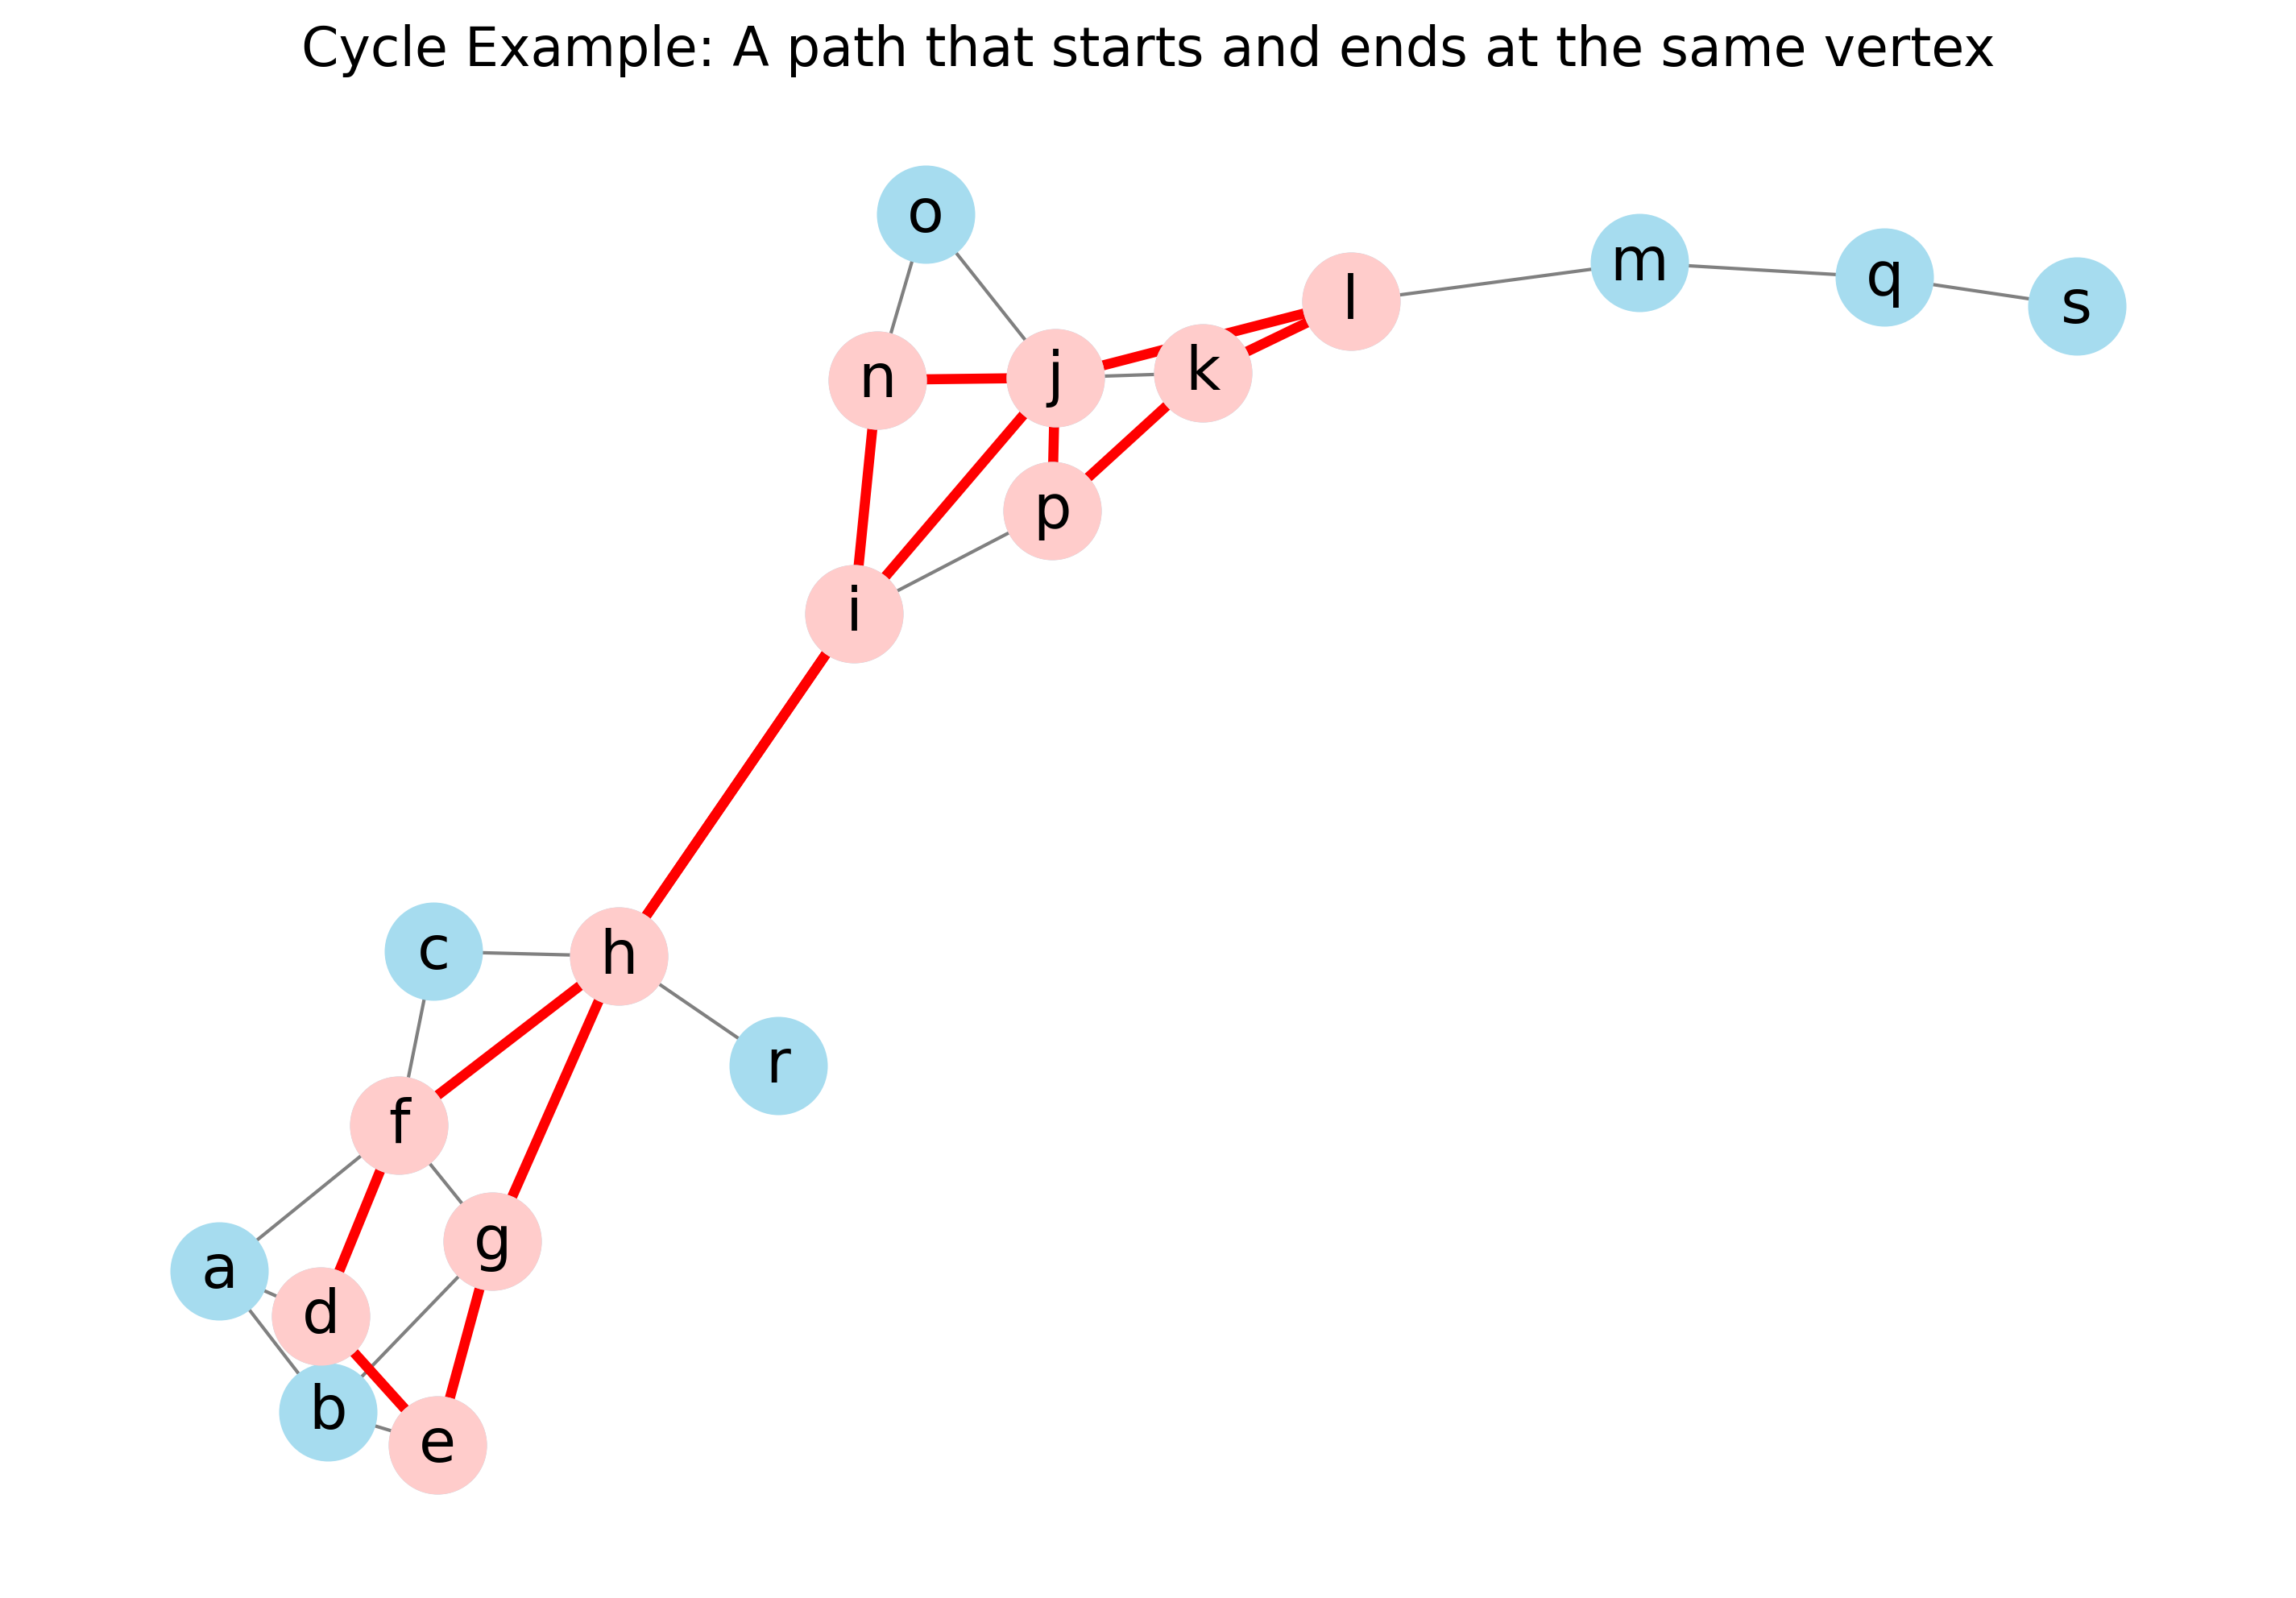 Cycle Example: A path that starts and ends at the same vertex
o
m
q
s
l
n
j
k
p
i
c
h
r
f
g
a
d
b
e